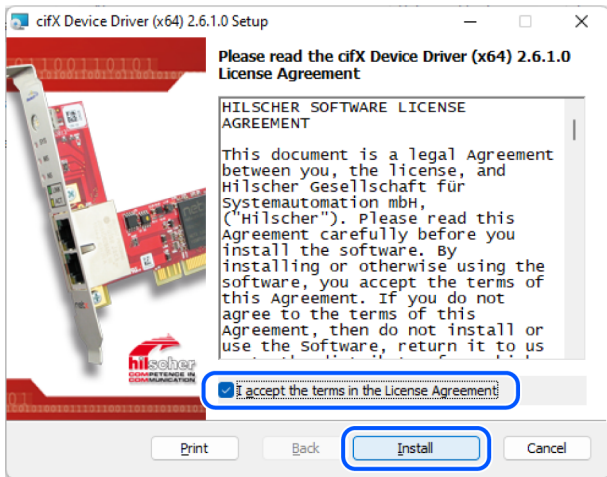 cifX Device Driver (x64) 2.6.1.0 Setup
Please read the cifX Device Driver (x64) 2.6.1.0
License Agreement
HILSCHER SOFTWARE LICENSE
AGREEMENT
This document is a legal Agreement
between you, the license, and
Hilscher Gesellschaft für
Systemautomation mbH,
("Hilscher"). Please read this
Agreement carefully before you
install the software. By
installing or otherwise using the
software, you accept the terms of
this Agreement. If you do not
agree to the terms of this
Agreement, then do not install or
use the Software, return it to us
hilscher
COMPETENCE IN
COMMUNICATION
I accept the terms in the License Agreement
Print
Back
Install
Cancel